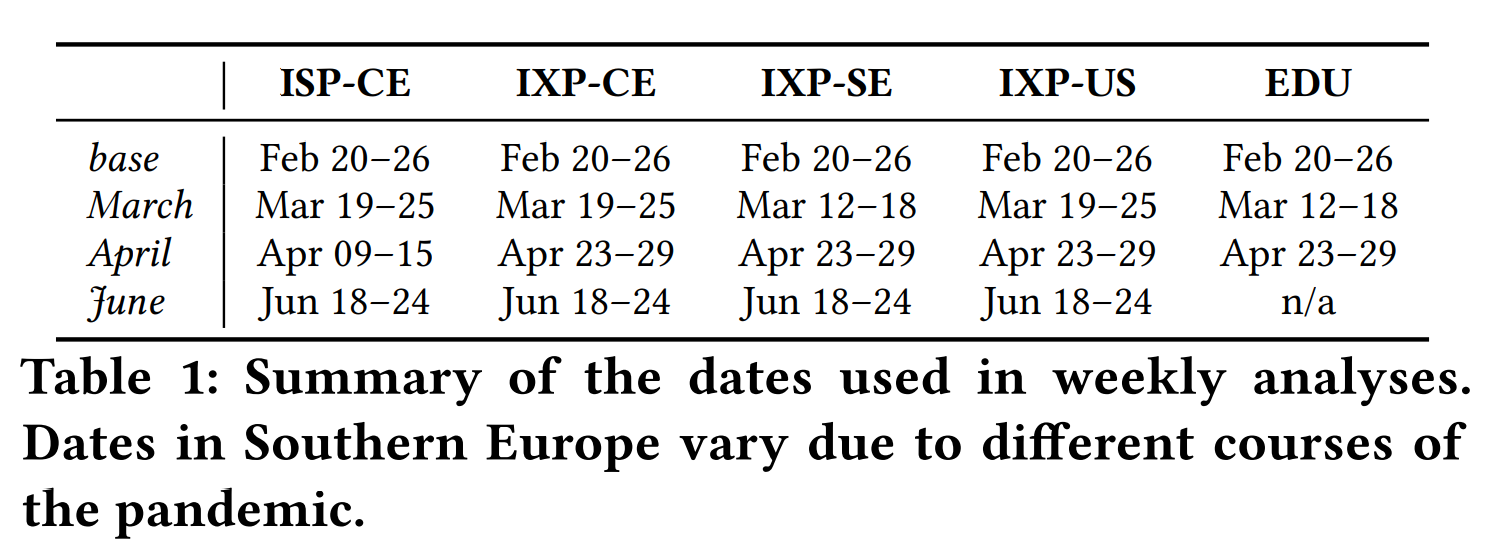 ISP-CE IXP-CE IXP-SE IXP-US EDU
base Feb 20–26 Feb 20–26 Feb 20–26 Feb 20–26 Feb 20–26
March Mar 19–25 Mar 19–25 Mar 12–18 Mar 19–25 Mar 12–18
April Apr 09–15 Apr 23–29 Apr 23–29 Apr 23–29 Apr 23–29
June Jun 18–24 Jun 18–24 Jun 18–24 Jun 18–24 n/a
Table 1: Summary of the dates used in weekly analyses.
Dates in Southern Europe vary due to different courses of
the pandemic.